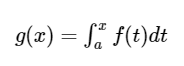 g(x) = ∫ₐˣ f(t)dt